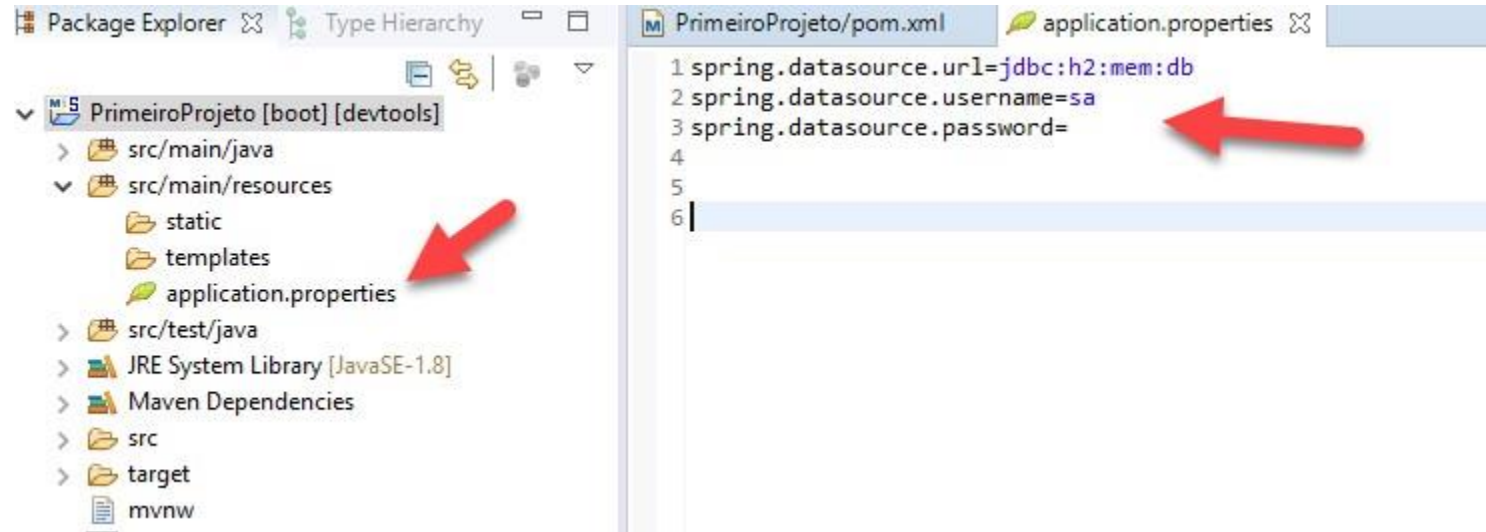 Package Explorer
Type Hierarchy
PrimeiroProjeto [boot] [devtools]
src/main/java
src/main/resources
static
templates
application.properties
src/test/java
JRE System Library [JavaSE-1.8]
Maven Dependencies
src
target
mvnw
PrimeiroProjeto/pom.xml
application.properties
1 spring.datasource.url=jdbc:h2:mem:db
2 spring.datasource.username=sa
3 spring.datasource.password=
4
5
6